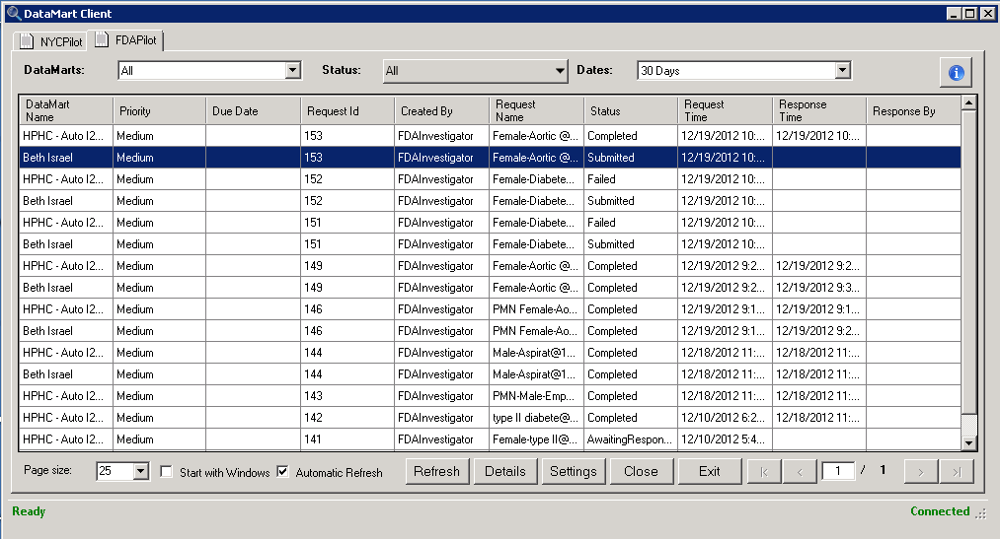 DataMart Client
NYCPilot FDAPilot
DataMarts: All Status: All Dates: 30 Days
DataMart Name Priority Due Date Request Id Created By Request Name Status Request Time Response Time Response By
HPHC - Auto I2... Medium 153 FDAInvestigator Female-Aortic @... Completed 12/19/2012 10:... 12/19/2012 10:...
Beth Israel Medium 153 FDAInvestigator Female-Aortic @... Submitted 12/19/2012 10:...
HPHC - Auto I2... Medium 152 FDAInvestigator Female-Diabete... Failed 12/19/2012 10:...
Beth Israel Medium 152 FDAInvestigator Female-Diabete... Submitted 12/19/2012 10:...
HPHC - Auto I2... Medium 151 FDAInvestigator Female-Diabete... Failed 12/19/2012 10:...
Beth Israel Medium 151 FDAInvestigator Female-Diabete... Submitted 12/19/2012 10:...
HPHC - Auto I2... Medium 149 FDAInvestigator Female-Aortic @... Completed 12/19/2012 9:2... 12/19/2012 9:2...
Beth Israel Medium 149 FDAInvestigator Female-Aortic @... Completed 12/19/2012 9:2... 12/19/2012 9:3...
HPHC - Auto I2... Medium 146 FDAInvestigator PMN Female-Ao... Completed 12/19/2012 9:1... 12/19/2012 9:1...
Beth Israel Medium 146 FDAInvestigator PMN Female-Ao... Completed 12/19/2012 9:1... 12/19/2012 9:2...
HPHC - Auto I2... Medium 144 FDAInvestigator Male-Aspirat@1... Completed 12/18/2012 11:... 12/18/2012 11:...
Beth Israel Medium 144 FDAInvestigator Male-Aspirat@1... Completed 12/18/2012 11:... 12/18/2012 11:...
HPHC - Auto I2... Medium 143 FDAInvestigator PMN-Male-Emp... Completed 12/18/2012 11:... 12/18/2012 11:...
HPHC - Auto I2... Medium 142 FDAInvestigator type II diabete@... Completed 12/10/2012 6:2... 12/18/2012 11:...
HPHC - Auto I2... Medium 141 FDAInvestigator Female-type II@... AwaitingRespon... 12/10/2012 5:4...
Page size: 25 Start with Windows Automatic Refresh Refresh Details Settings Close Exit 1 / 1
Ready Connected